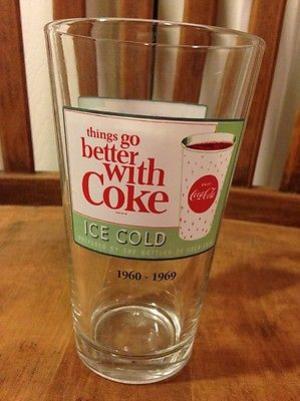 things go
better
with
Coke
Coca-Cola
ICE COLD
1960 - 1969